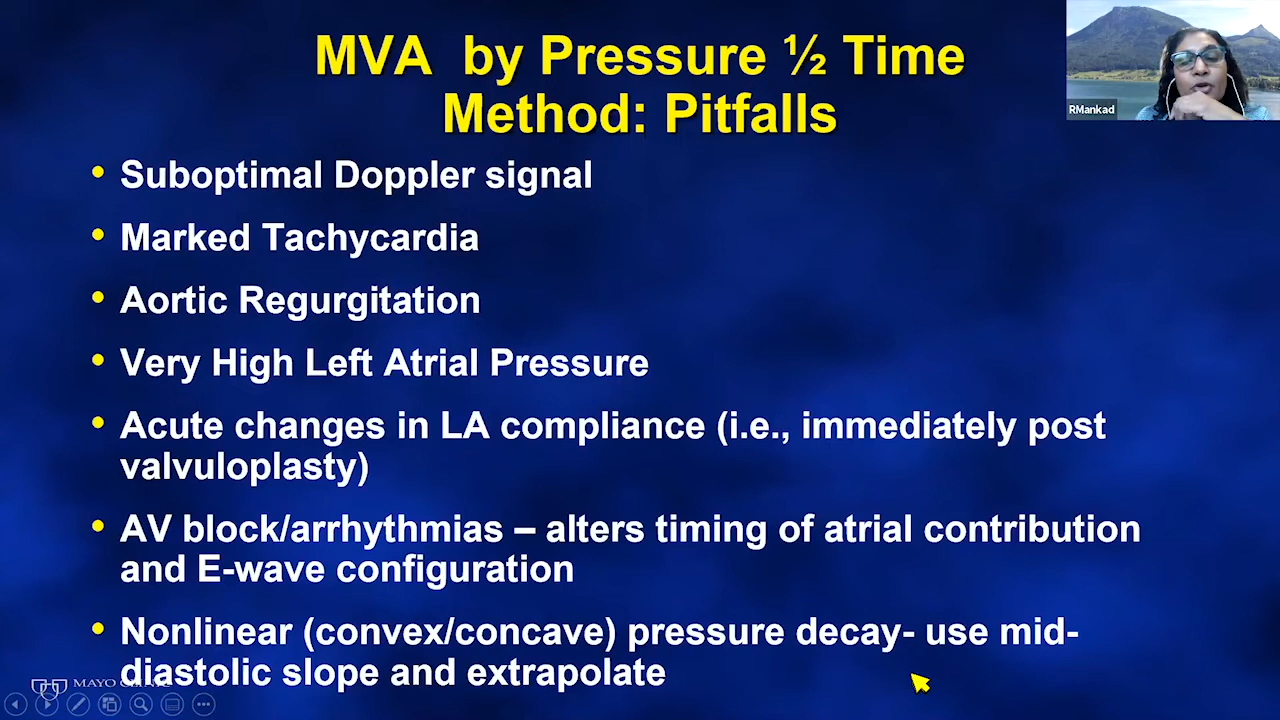 MVA by Pressure ½ Time
Method: Pitfalls
RMankad
• Suboptimal Doppler signal
• Marked Tachycardia
• Aortic Regurgitation
• Very High Left Atrial Pressure
• Acute changes in LA compliance (i.e., immediately post
valvuloplasty)
• AV block/arrhythmias – alters timing of atrial contribution
and E-wave configuration
• Nonlinear (convex/concave) pressure decay- use mid-
diastolic slope and extrapolate
MAYO